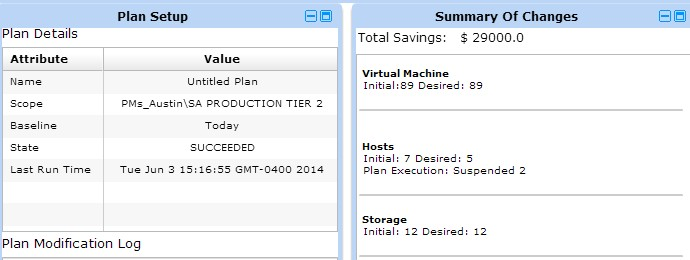 Plan Setup
Plan Details
Attribute Value
Name Untitled Plan
Scope PMs_Austin\SA PRODUCTION TIER 2
Baseline Today
State SUCCEEDED
Last Run Time Tue Jun 3 15:16:55 GMT-0400 2014
Plan Modification Log
Summary Of Changes
Total Savings: $ 29000.0
Virtual Machine
Initial:89 Desired: 89
Hosts
Initial: 7 Desired: 5
Plan Execution: Suspended 2
Storage
Initial: 12 Desired: 12